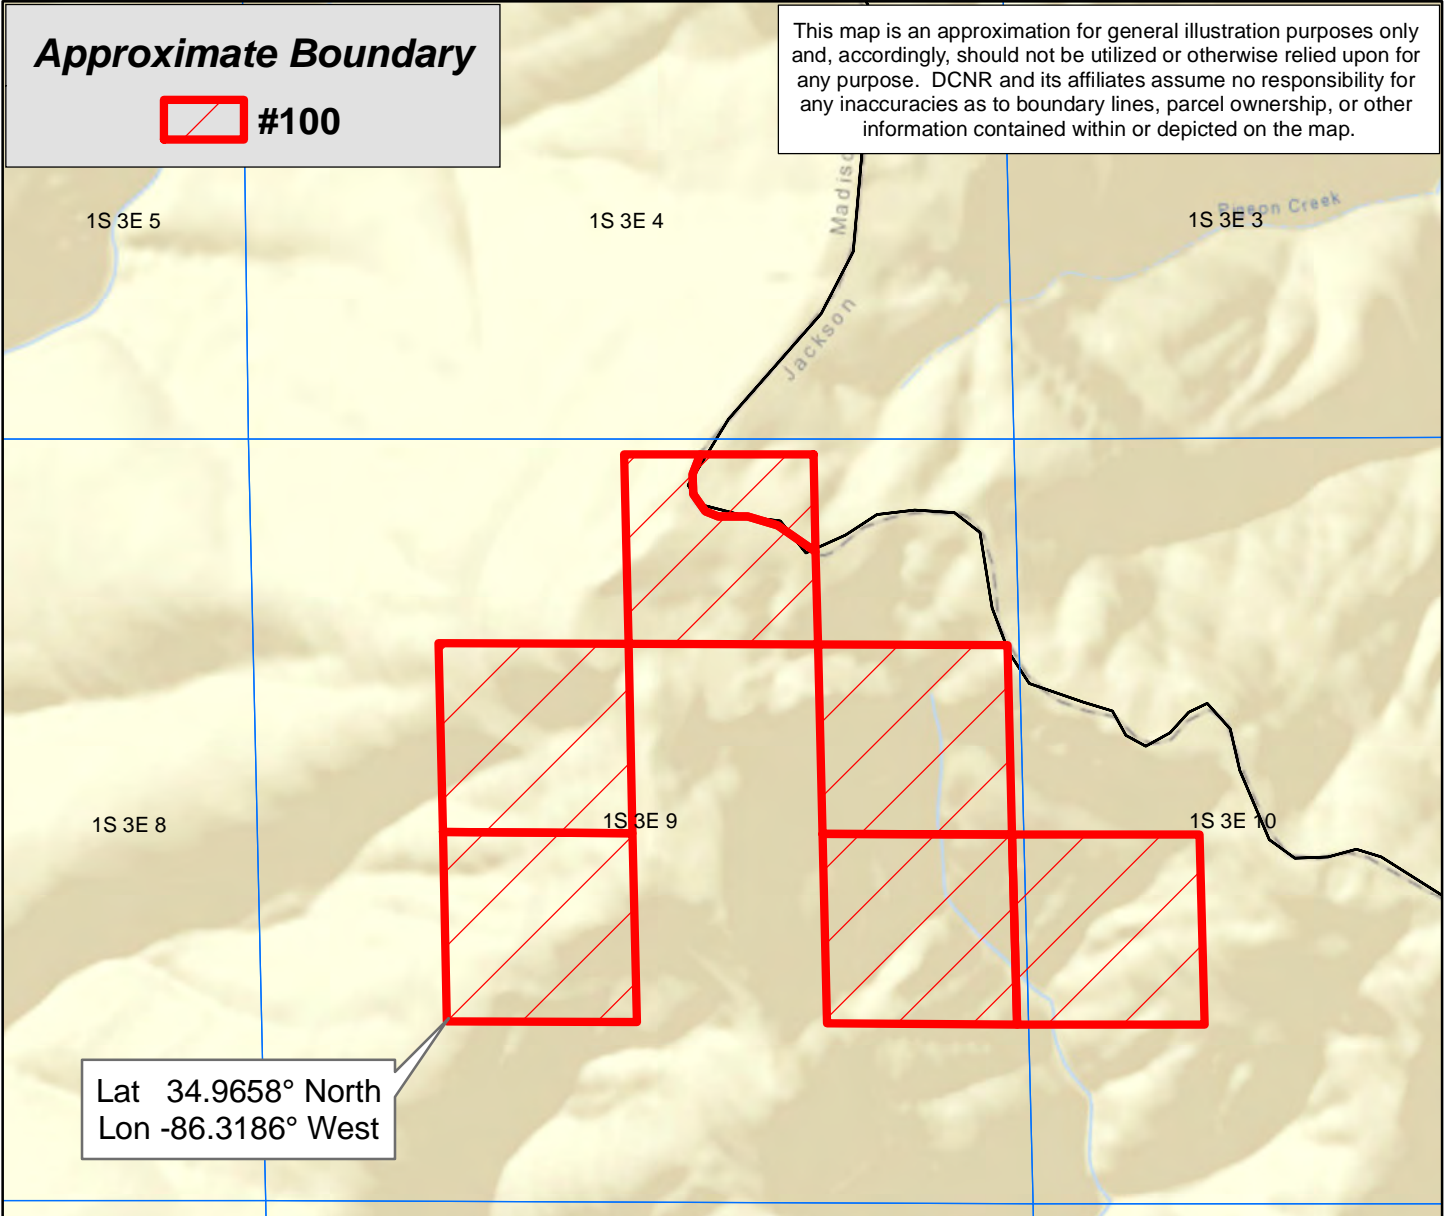 Approximate Boundary
#100
This map is an approximation for general illustration purposes only
and, accordingly, should not be utilized or otherwise relied upon for
any purpose. DCNR and its affiliates assume no responsibility for
any inaccuracies as to boundary lines, parcel ownership, or other
information contained within or depicted on the map.
1S 3E 5
1S 3E 4
Madiso
1S 3E 3
Pigeon Creek
Jackson
1S 3E 8
1S 3E 9
1S 3E 10
Lat 34.9658° North
Lon -86.3186° West